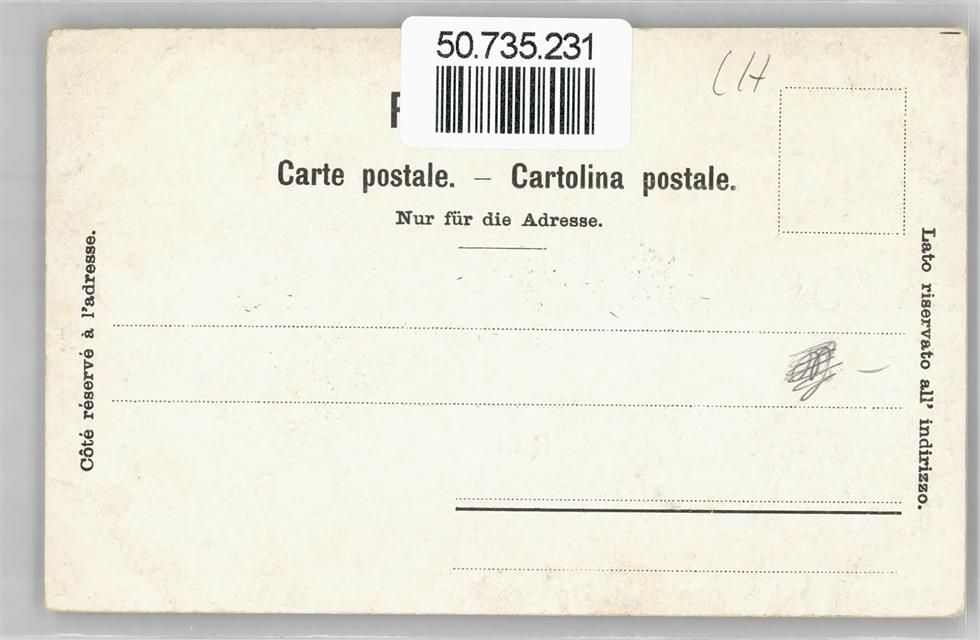 50.735.231
CH
Carte postale. – Cartolina postale.
Nur für die Adresse.
Côté réservé à l'adresse.
Lato riservato all' indirizzo.